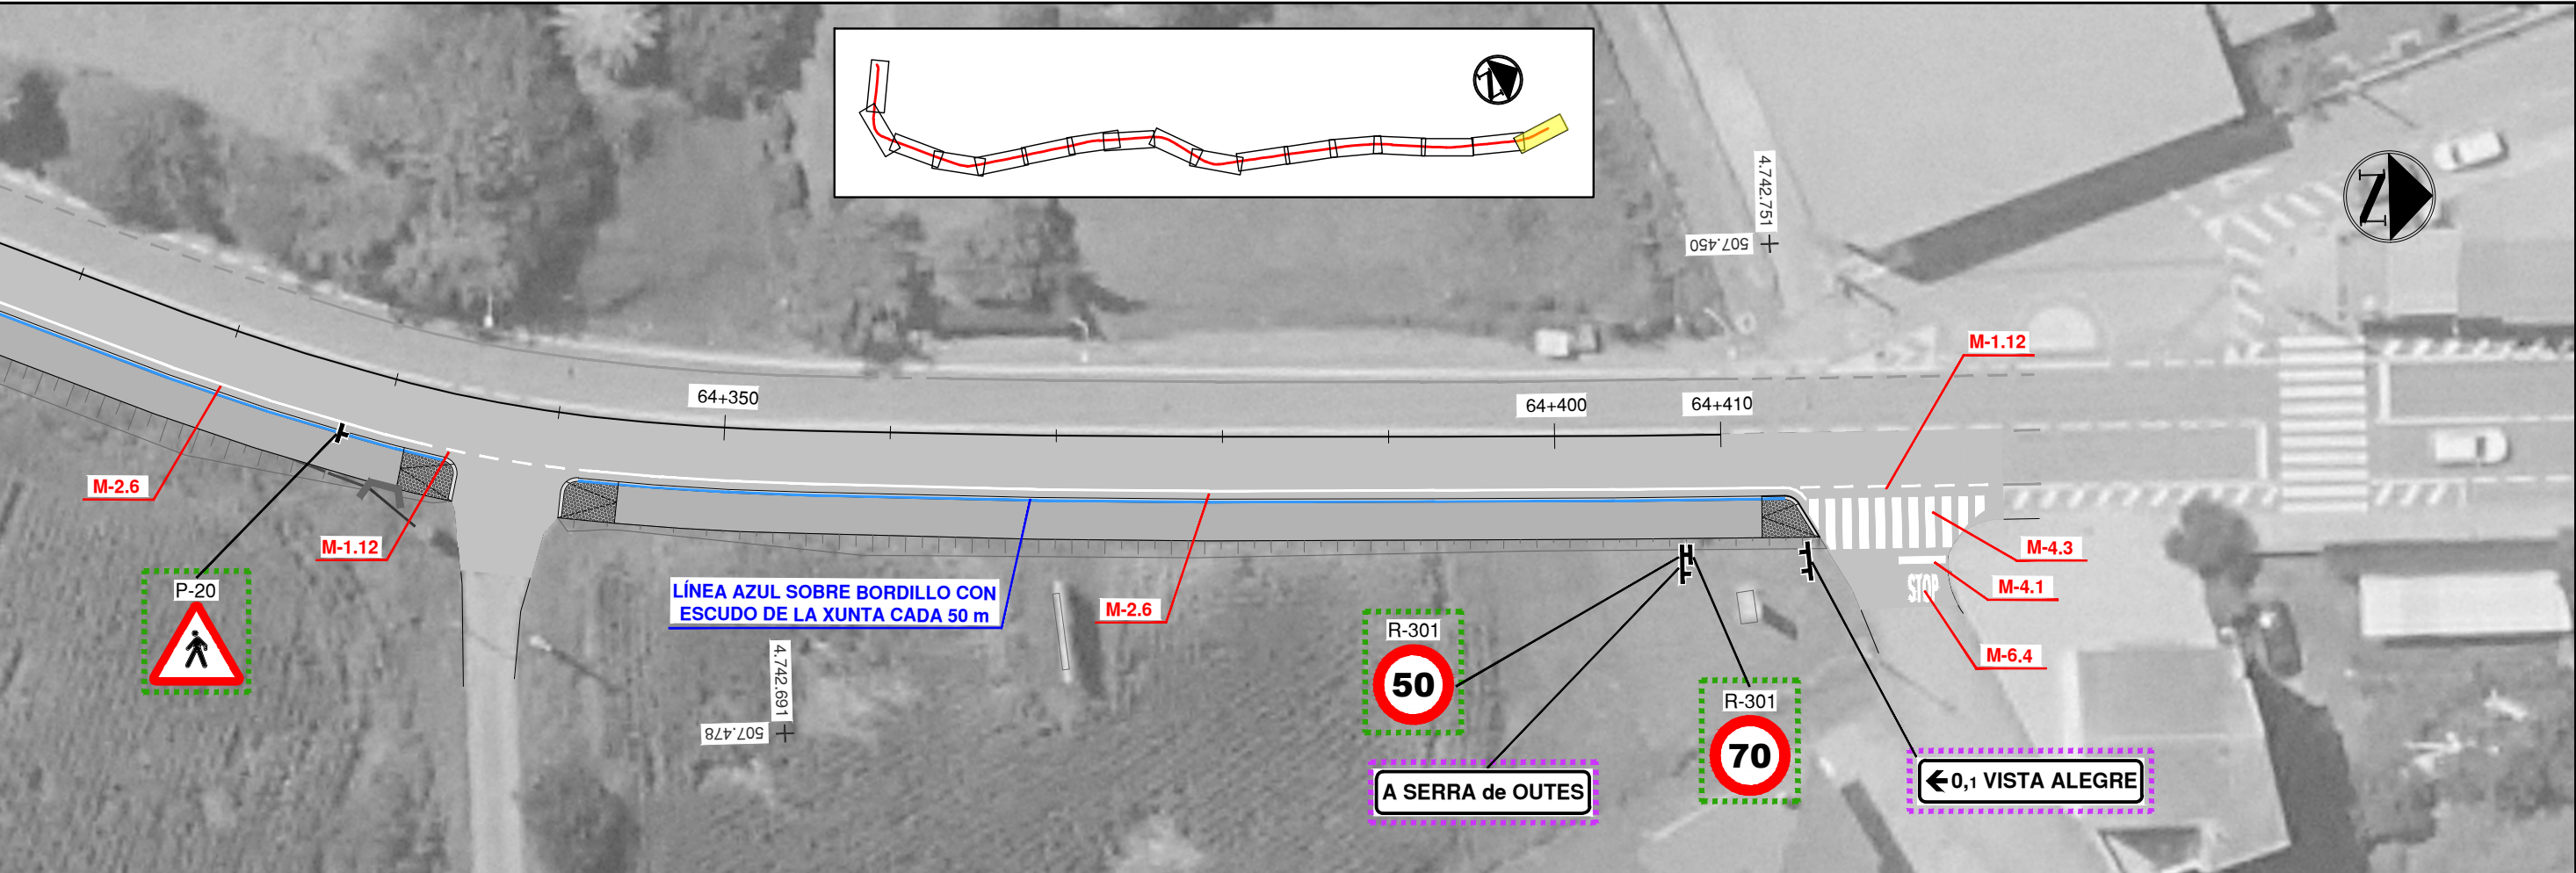 N
N
4.742.751
507.450
M-1.12
64+350
64+400
64+410
M-2.6
M-1.12
P-20
LÍNEA AZUL SOBRE BORDILLO CON
ESCUDO DE LA XUNTA CADA 50 m
M-2.6
M-4.3
M-4.1
STOP
M-6.4
4.742.691
507.478
R-301
50
A SERRA de OUTES
R-301
70
0,1 VISTA ALEGRE